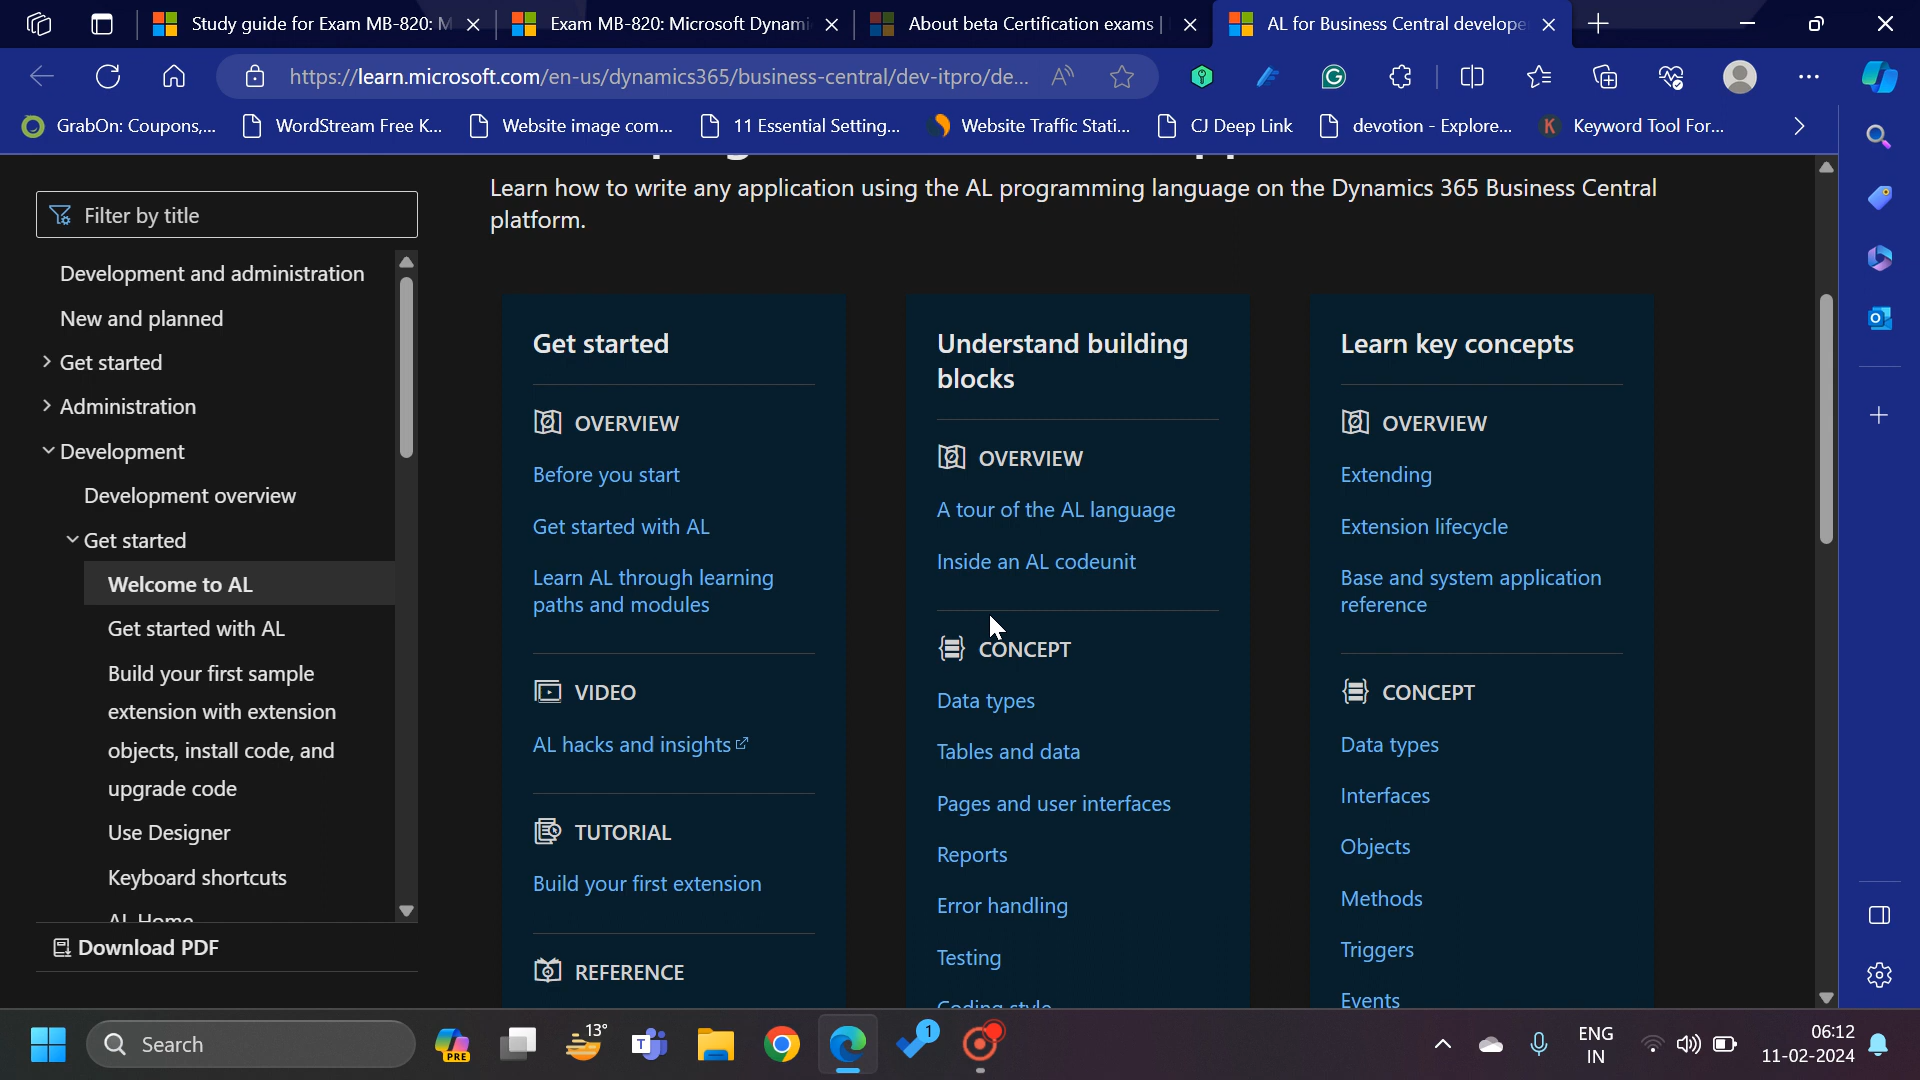 Study guide for Exam MB-820: M
Exam MB-820: Microsoft Dynami
About beta Certification exams |
AL for Business Central develope
https://learn.microsoft.com/en-us/dynamics365/business-central/dev-itpro/de...
GrabOn: Coupons,...
WordStream Free K...
Website image com...
11 Essential Setting...
Website Traffic Stati...
CJ Deep Link
devotion - Explore...
Keyword Tool For...
Filter by title
Development and administration
New and planned
Get started
Administration
Development
Development overview
Get started
Welcome to AL
Get started with AL
Build your first sample
extension with extension
objects, install code, and
upgrade code
Use Designer
Keyboard shortcuts
AL Home
Download PDF
Learn how to write any application using the AL programming language on the Dynamics 365 Business Central
platform.
Get started
OVERVIEW
Before you start
Get started with AL
Learn AL through learning
paths and modules
VIDEO
AL hacks and insights
TUTORIAL
Build your first extension
REFERENCE
Understand building
blocks
OVERVIEW
A tour of the AL language
Inside an AL codeunit
CONCEPT
Data types
Tables and data
Pages and user interfaces
Reports
Error handling
Testing
Coding style
Learn key concepts
OVERVIEW
Extending
Extension lifecycle
Base and system application
reference
CONCEPT
Data types
Interfaces
Objects
Methods
Triggers
Events
Search
PRE
13°
1
ENG
IN
06:12
11-02-2024